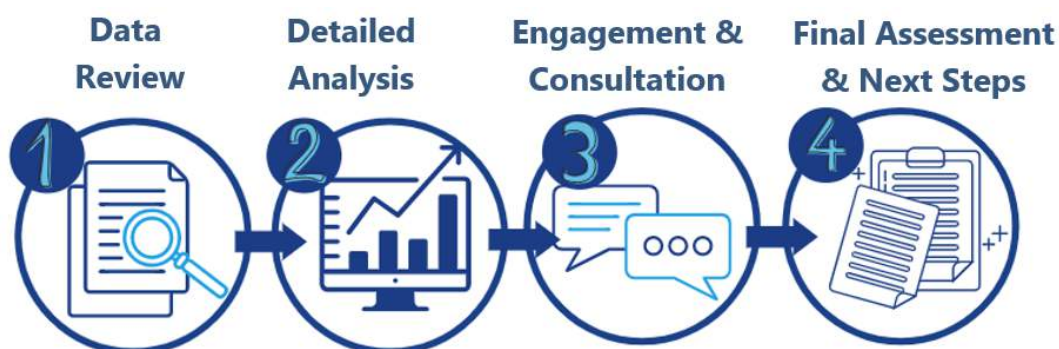 Data
Review
Detailed
Analysis
Engagement &
Consultation
Final Assessment
& Next Steps
1
2
3
4